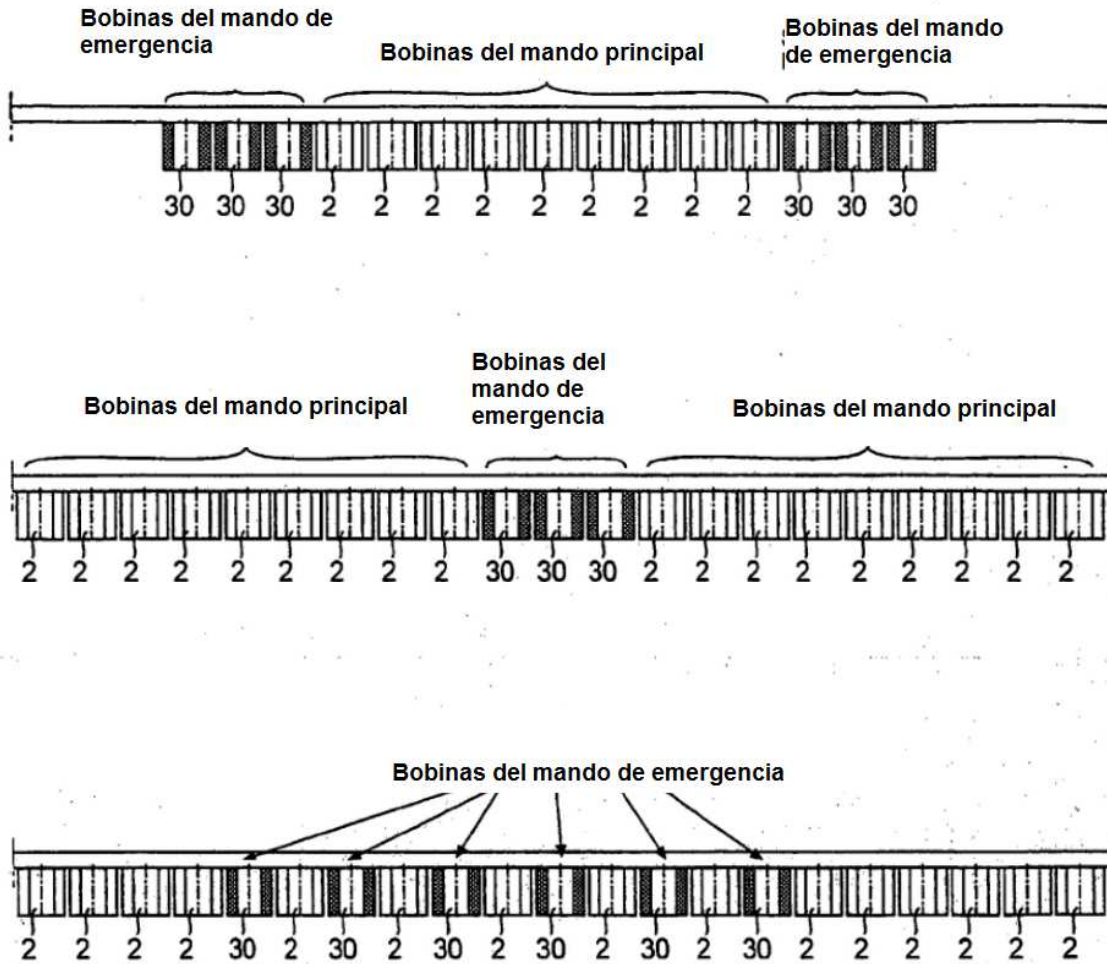 Bobinas del mando de
emergencia
Bobinas del mando principal
Bobinas del mando
de emergencia
30 30 30 2 2 2 2 2 2 2 2 2 30 30 30
Bobinas del mando principal
Bobinas del
mando de
emergencia
Bobinas del mando principal
2 2 2 2 2 2 2 2 2 30 30 30 2 2 2 2 2 2 2 2 2
Bobinas del mando de emergencia
2 2 2 2 30 2 30 2 30 2 30 2 30 2 30 2 2 2 2 2 2